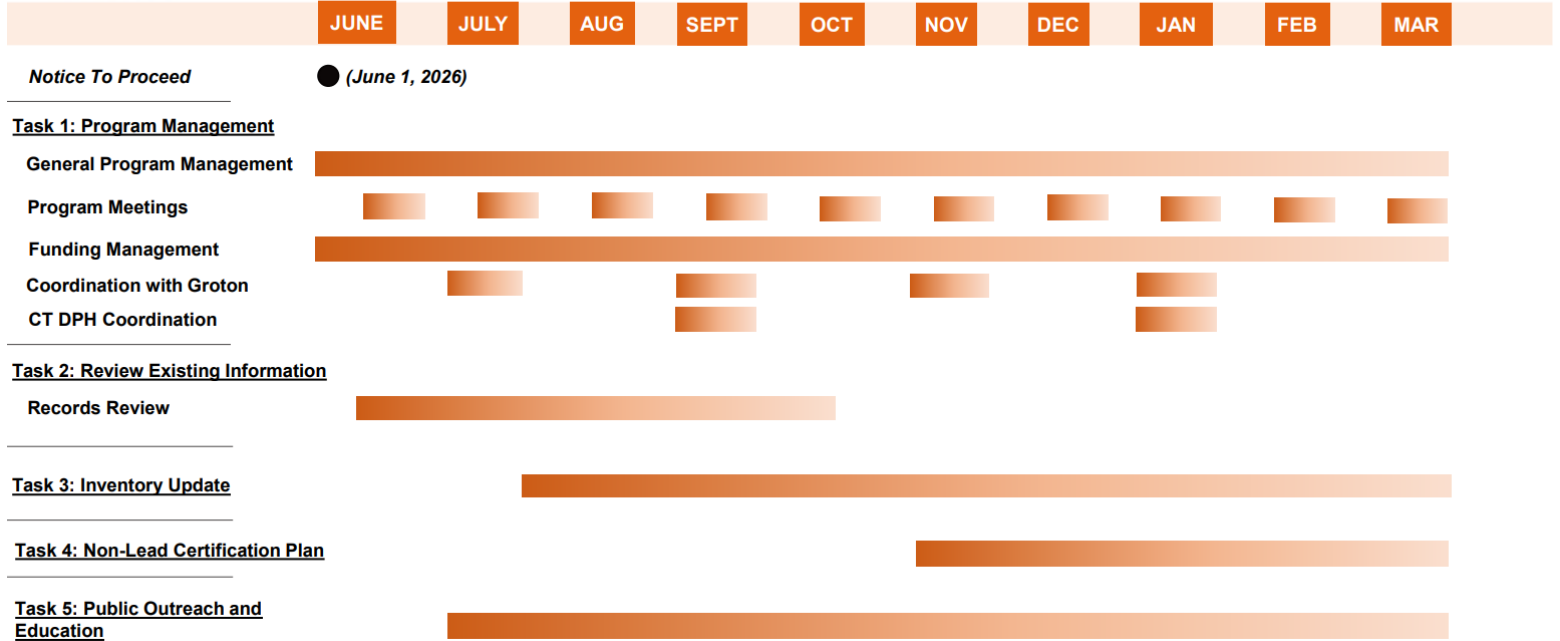 JUNE JULY AUG SEPT OCT NOV DEC JAN FEB MAR
Notice To Proceed (June 1, 2026)
Task 1: Program Management
General Program Management
Program Meetings
Funding Management
Coordination with Groton
CT DPH Coordination
Task 2: Review Existing Information
Records Review
Task 3: Inventory Update
Task 4: Non-Lead Certification Plan
Task 5: Public Outreach and
Education